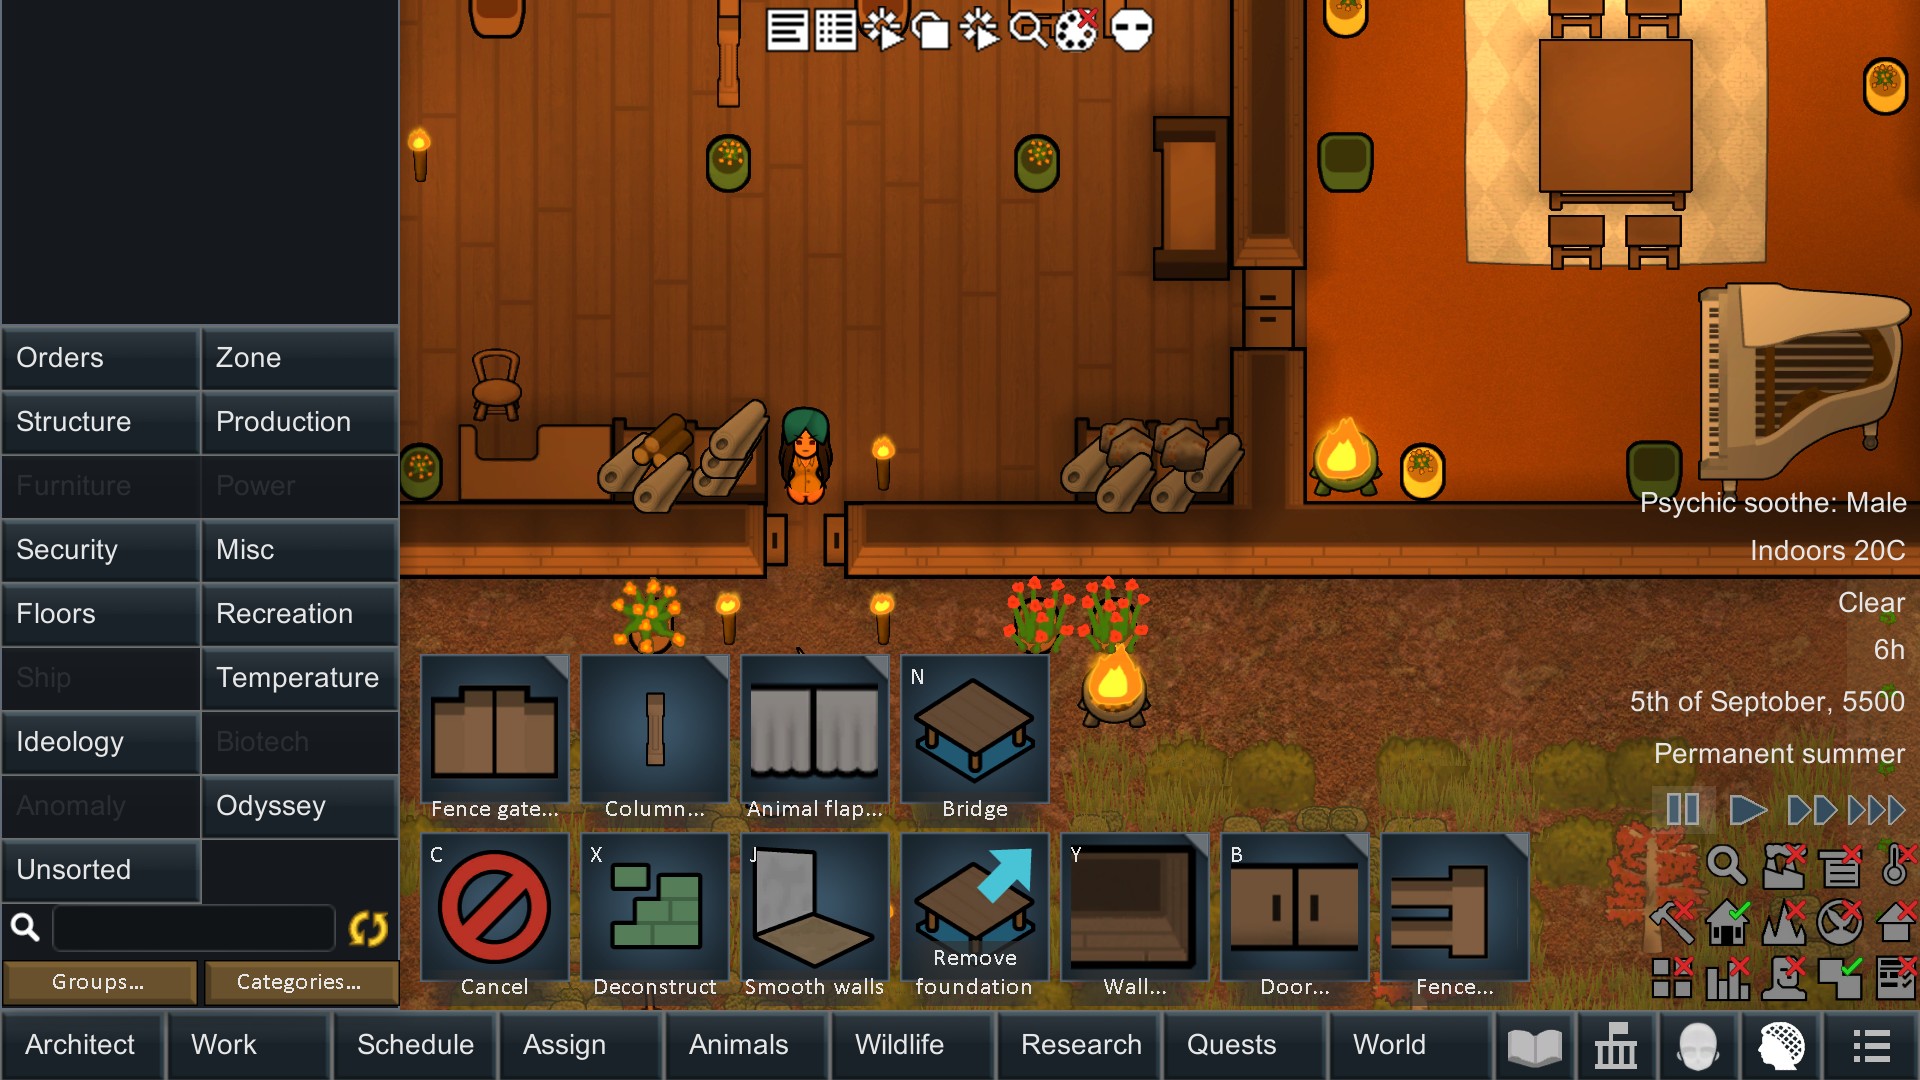 Orders
Zone
Structure
Production
Furniture
Power
Security
Misc
Floors
Recreation
Ship
Temperature
Ideology
Biotech
Anomaly
Odyssey
Unsorted
Groups...
Categories...
Psychic soothe: Male
Indoors 20C
Clear
6h
5th of Septober, 5500
Permanent summer
Fence gate...
Column...
Animal flap...
N
Bridge
C
Cancel
X
Deconstruct
J
Smooth walls
Remove
foundation
Y
Wall...
B
Door...
Fence...
Architect
Work
Schedule
Assign
Animals
Wildlife
Research
Quests
World